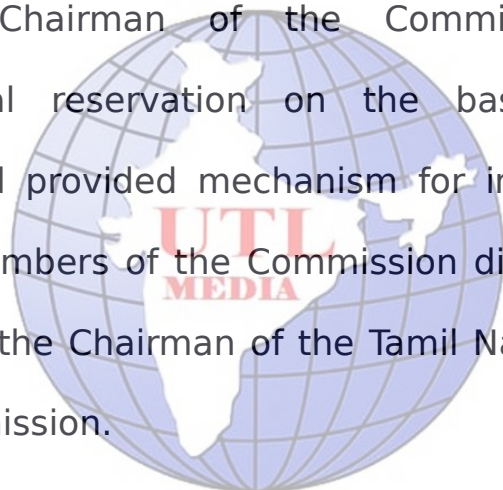 Chairman of the Commi
l reservation on the bas
l provided mechanism for i
mbers of the Commission di
the Chairman of the Tamil Na
ission.
UTL
MEDIA